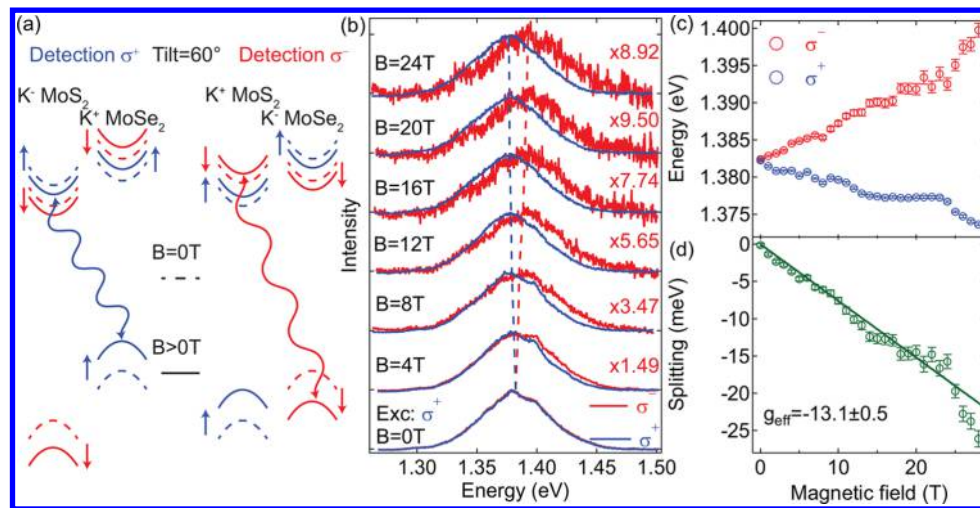 (a)
Detection σ⁺ Tilt=60° Detection σ⁻
K⁻ MoS₂
K⁺ MoSe₂
K⁺ MoS₂
K⁻ MoSe₂
B=0T
B>0T
(b)
B=24T x8.92
B=20T x9.50
B=16T x7.74
B=12T x5.65
B=8T x3.47
B=4T x1.49
Exc: σ⁺ σ⁻
B=0T σ⁺
Intensity
1.30 1.35 1.40 1.45 1.50
Energy (eV)
(c)
1.400
1.395
1.390
1.385
1.380
1.375
Energy (eV)
σ⁻
σ⁺
(d)
0
-5
-10
-15
-20
-25
Splitting (meV)
g_eff=-13.1±0.5
0 10 20
Magnetic field (T)